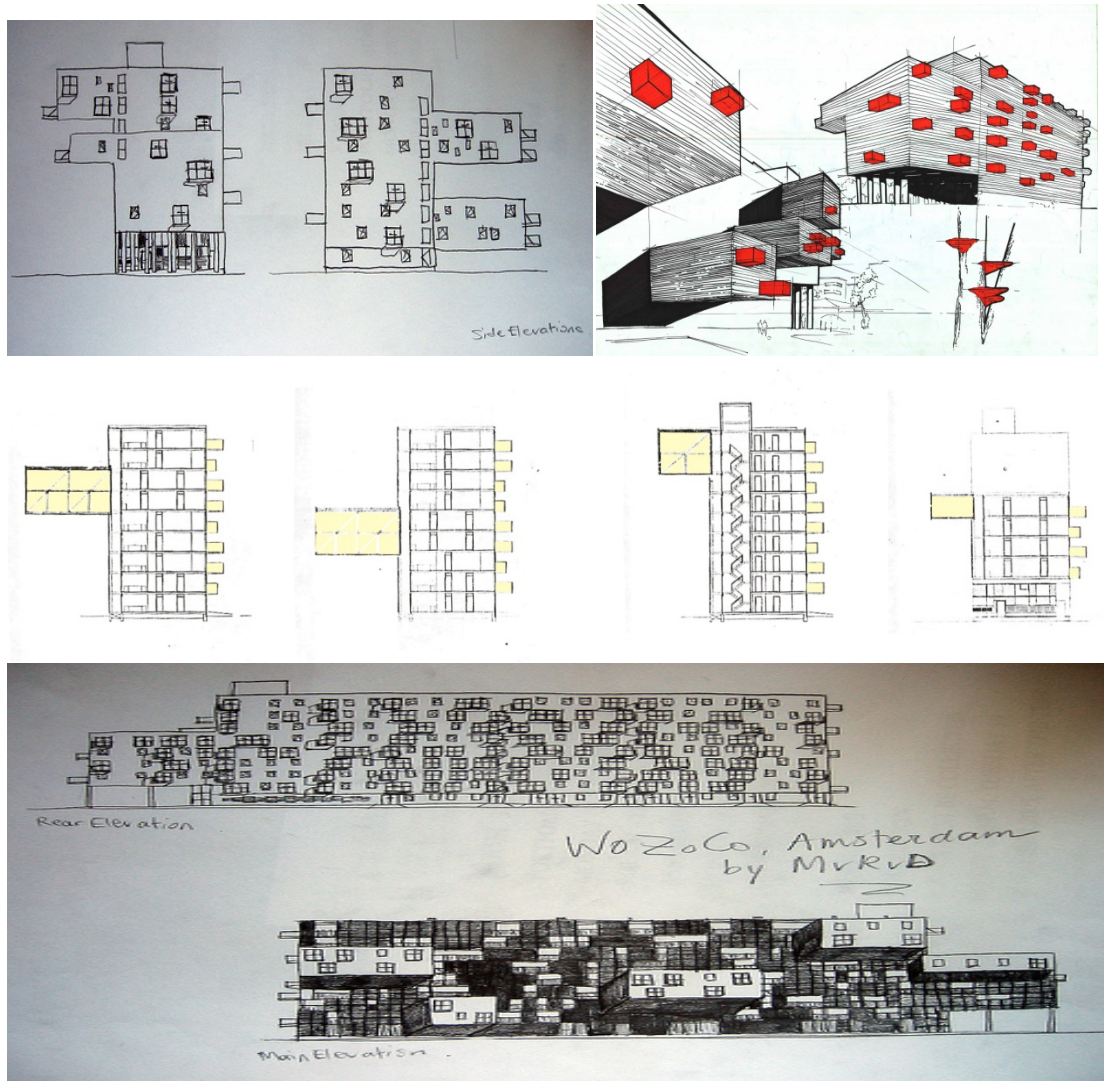 Side Elevations
Rear Elevation
WoZoCo, Amsterdam
by MvRvD
Main Elevation.